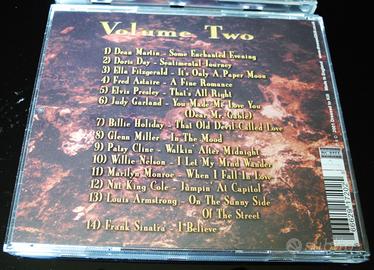 Volume Two
1) Dean Martin - Some Enchanted Evening
2) Doris Day - Sentimental Journey
3) Ella Fitzgerald - It's Only A Paper Moon
4) Fred Astaire - A Fine Romance
5) Elvis Presley - That's All Right
6) Judy Garland - You Made Me Love You
(Dear Mr. Gable)
7) Billie Holiday - That Old Devil Called Love
8) Glenn Miller - In The Mood
9) Patsy Cline - Walkin' After Midnight
10) Willie Nelson - I Let My Mind Wander
11) Marilyn Monroe - When I Fall In Love
12) Nat King Cole - Jumpin' At Capitol
13) Louis Armstrong - On The Sunny Side
Of The Street
14) Frank Sinatra - I Believe